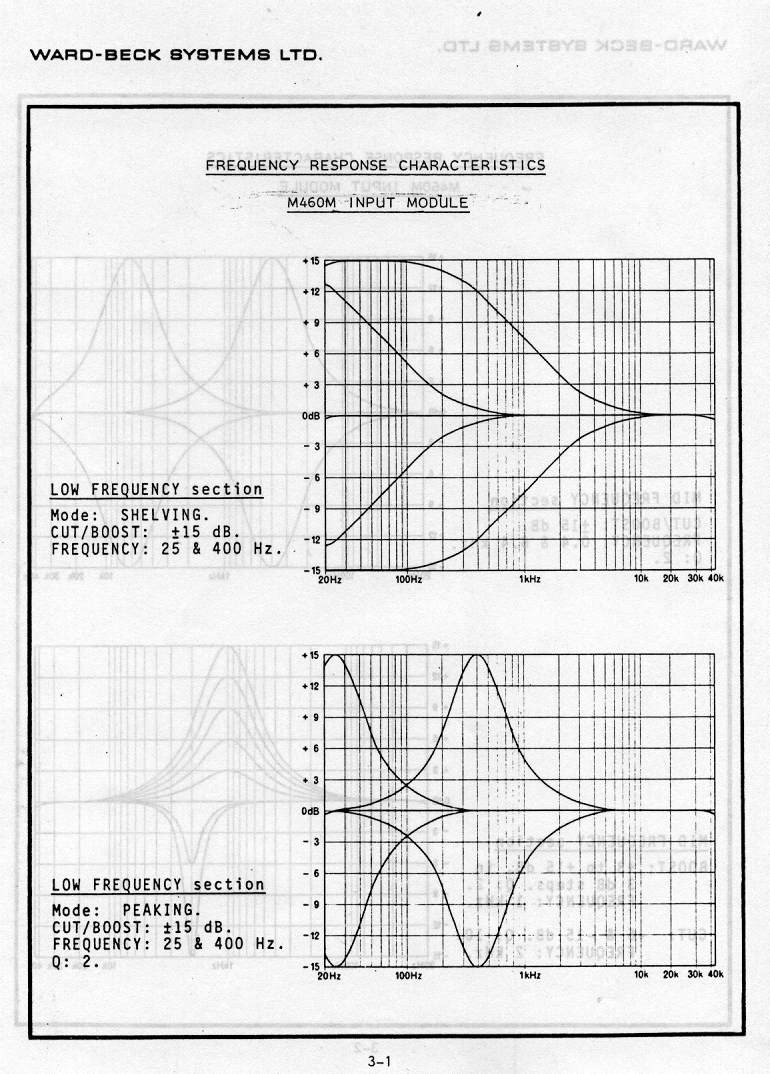 WARD-BECK SYSTEMS LTD.
FREQUENCY RESPONSE CHARACTERISTICS
M460M INPUT MODULE
+15
+12
+ 9
+ 6
+ 3
0dB
- 3
- 6
- 9
-12
-15
20Hz 100Hz 1kHz 10k 20k 30k 40k
LOW FREQUENCY section
Mode: SHELVING.
CUT/BOOST: ±15 dB.
FREQUENCY: 25 & 400 Hz.
+15
+12
+ 9
+ 6
+ 3
0dB
- 3
- 6
- 9
-12
-15
20Hz 100Hz 1kHz 10k 20k 30k 40k
LOW FREQUENCY section
Mode: PEAKING.
CUT/BOOST: ±15 dB.
FREQUENCY: 25 & 400 Hz.
Q: 2.
3-1